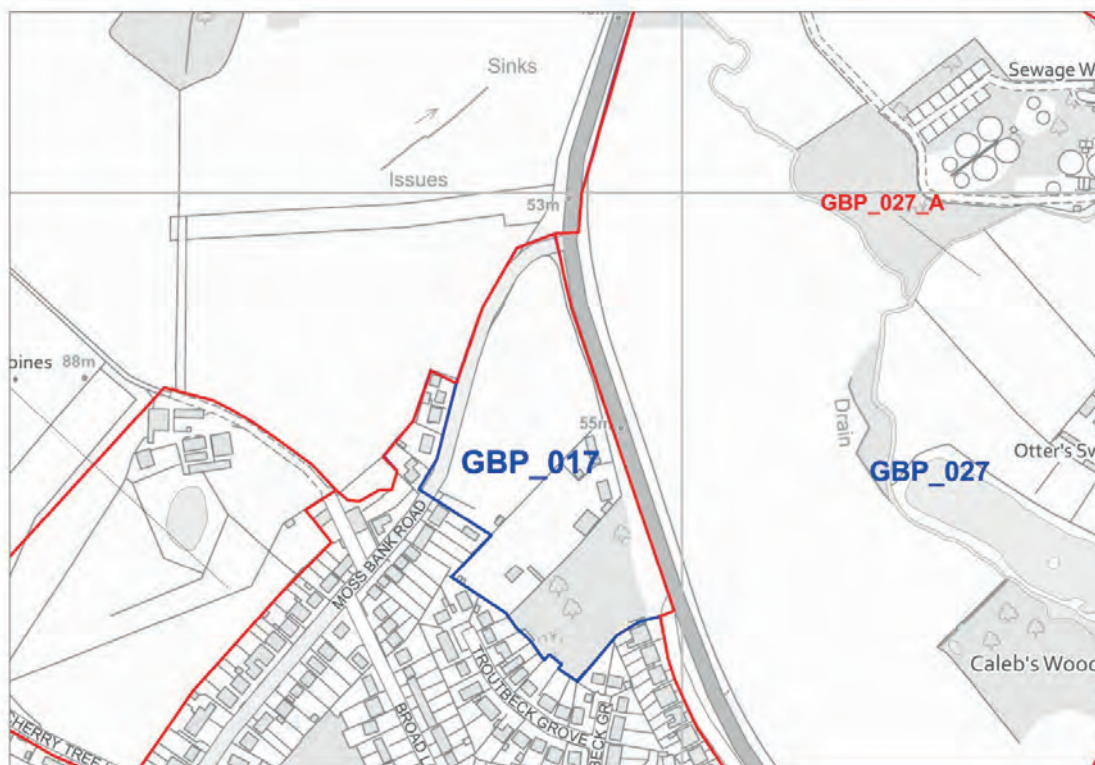 Sinks
Issues
Sewage W
53m
GBP_027_A
pines 88m
Drain
55m
GBP_017
GBP_027
Otter's Sw
MOSS BANK ROAD
Caleb's Wood
TROUTBECK GROVE
BECK GR
BROAD L
CHERRY TREE